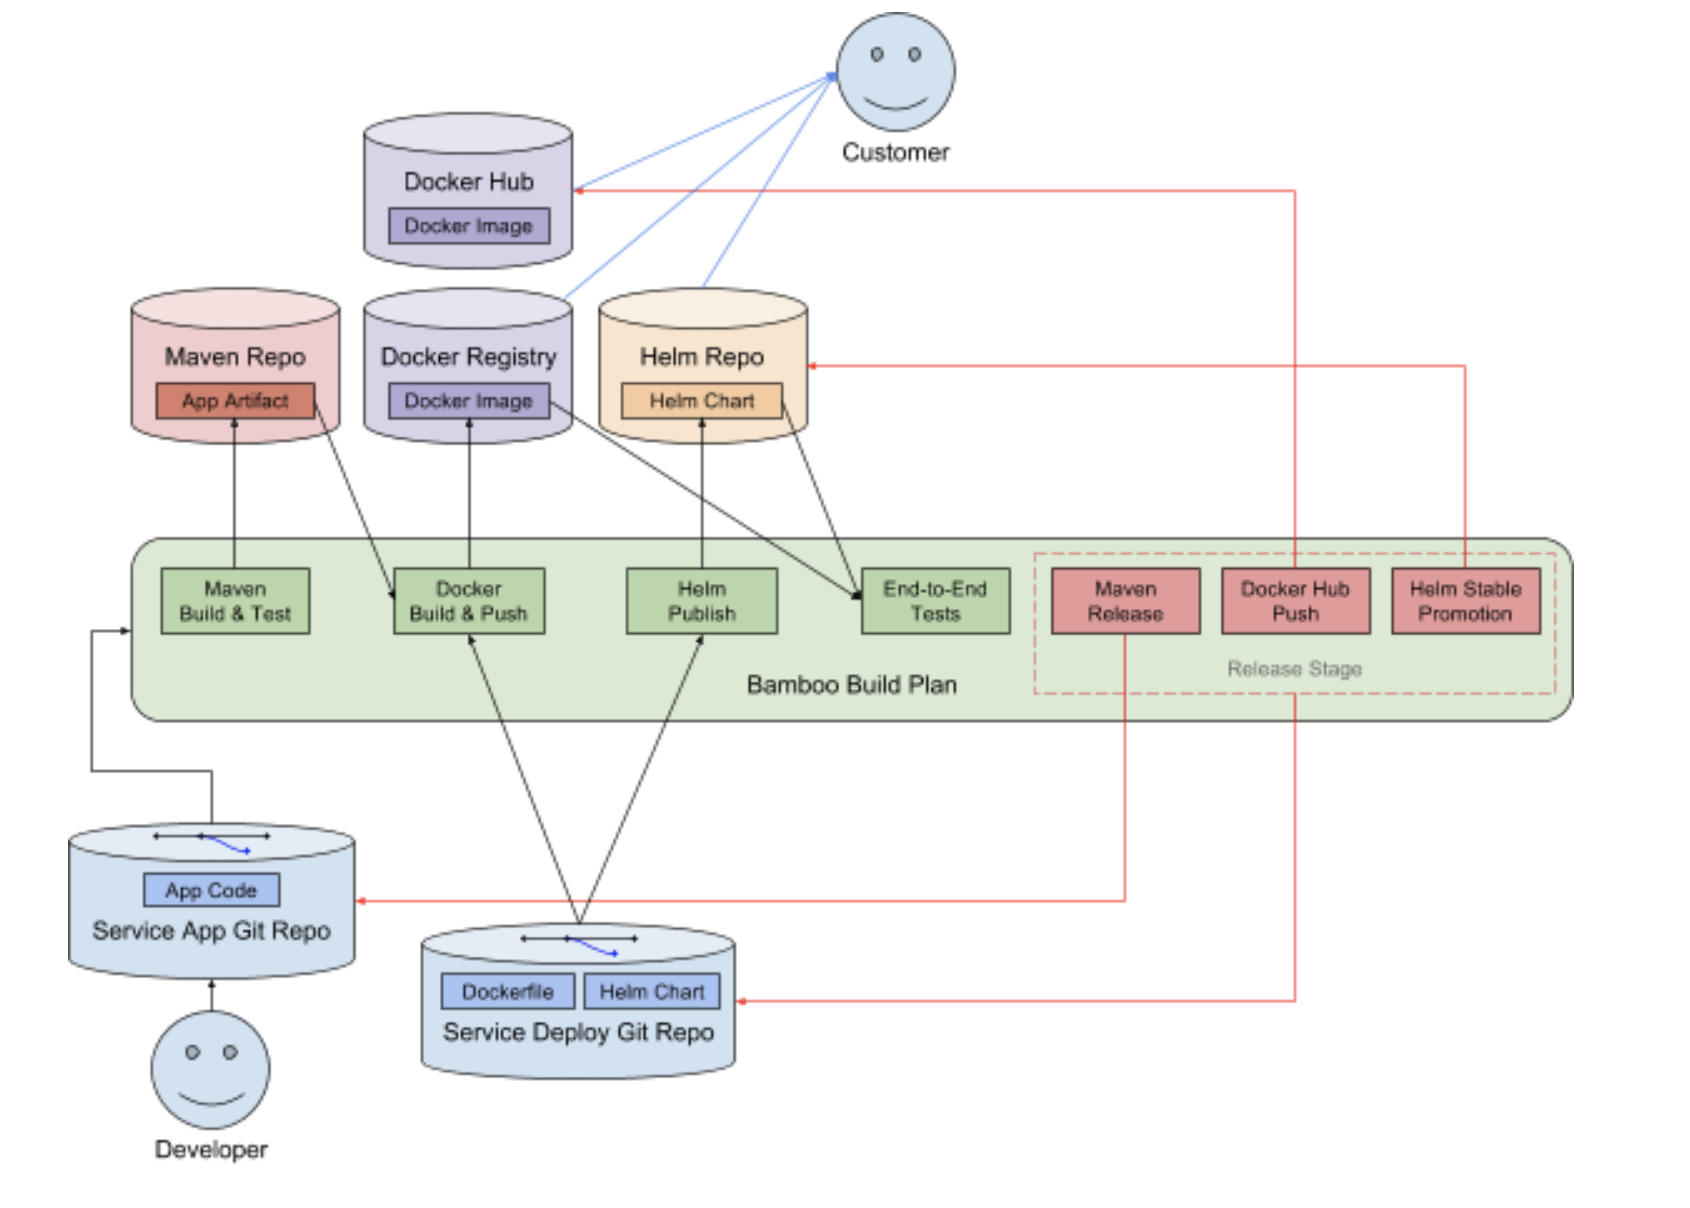 Customer
Docker Hub
Docker Image
Maven Repo
App Artifact
Docker Registry
Docker Image
Helm Repo
Helm Chart
Maven
Build & Test
Docker
Build & Push
Helm
Publish
End-to-End
Tests
Maven
Release
Docker Hub
Push
Helm Stable
Promotion
Release Stage
Bamboo Build Plan
App Code
Service App Git Repo
Dockerfile
Helm Chart
Service Deploy Git Repo
Developer